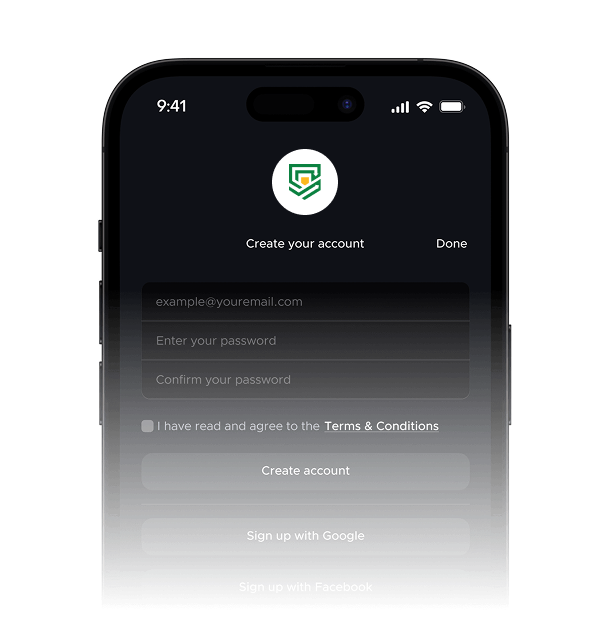 9:41
Create your account
Done
example@youremail.com
Enter your password
Confirm your password
I have read and agree to the Terms & Conditions
Create account
Sign up with Google
Sign up with Facebook